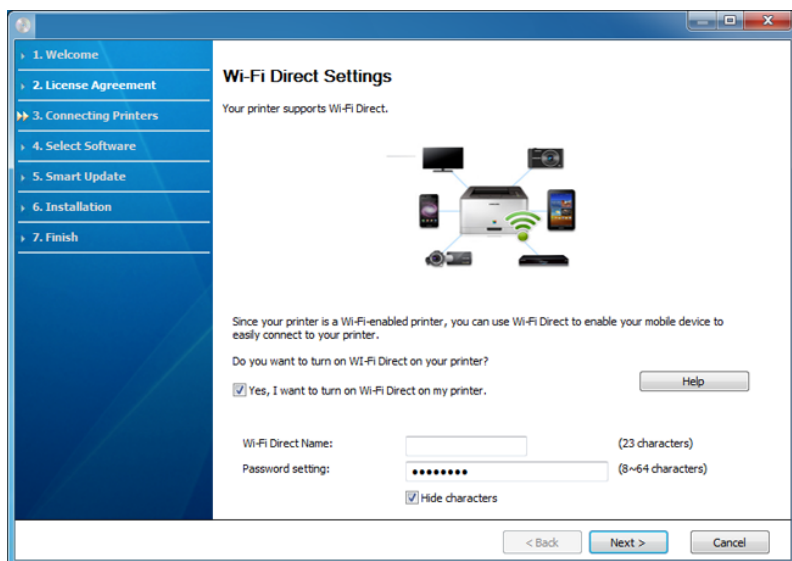 1. Welcome
2. License Agreement
3. Connecting Printers
4. Select Software
5. Smart Update
6. Installation
7. Finish
Wi-Fi Direct Settings
Your printer supports Wi-Fi Direct.
Since your printer is a Wi-Fi-enabled printer, you can use Wi-Fi Direct to enable your mobile device to
easily connect to your printer.
Do you want to turn on WI-Fi Direct on your printer?
Yes, I want to turn on Wi-Fi Direct on my printer.
Help
Wi-Fi Direct Name: (23 characters)
Password setting: •••••••• (8~64 characters)
Hide characters
< Back Next > Cancel